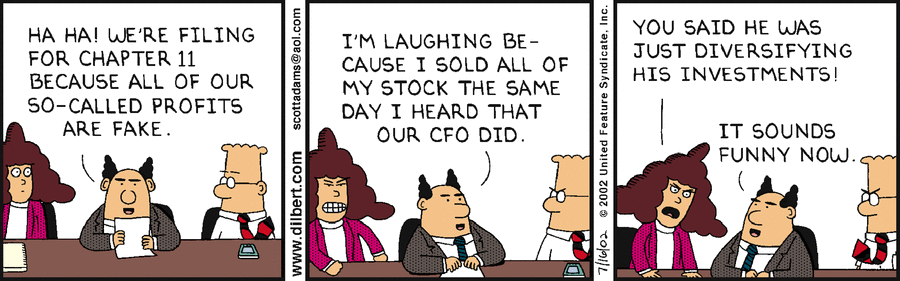 HA HA! WE'RE FILING
FOR CHAPTER 11
BECAUSE ALL OF OUR
SO-CALLED PROFITS
ARE FAKE.
www.dilbert.com
scottadams@aol.com
I'M LAUGHING BE-
CAUSE I SOLD ALL OF
MY STOCK THE SAME
DAY I HEARD THAT
OUR CFO DID.
7/16/02 © 2002 United Feature Syndicate, Inc.
YOU SAID HE WAS
JUST DIVERSIFYING
HIS INVESTMENTS!
IT SOUNDS
FUNNY NOW.